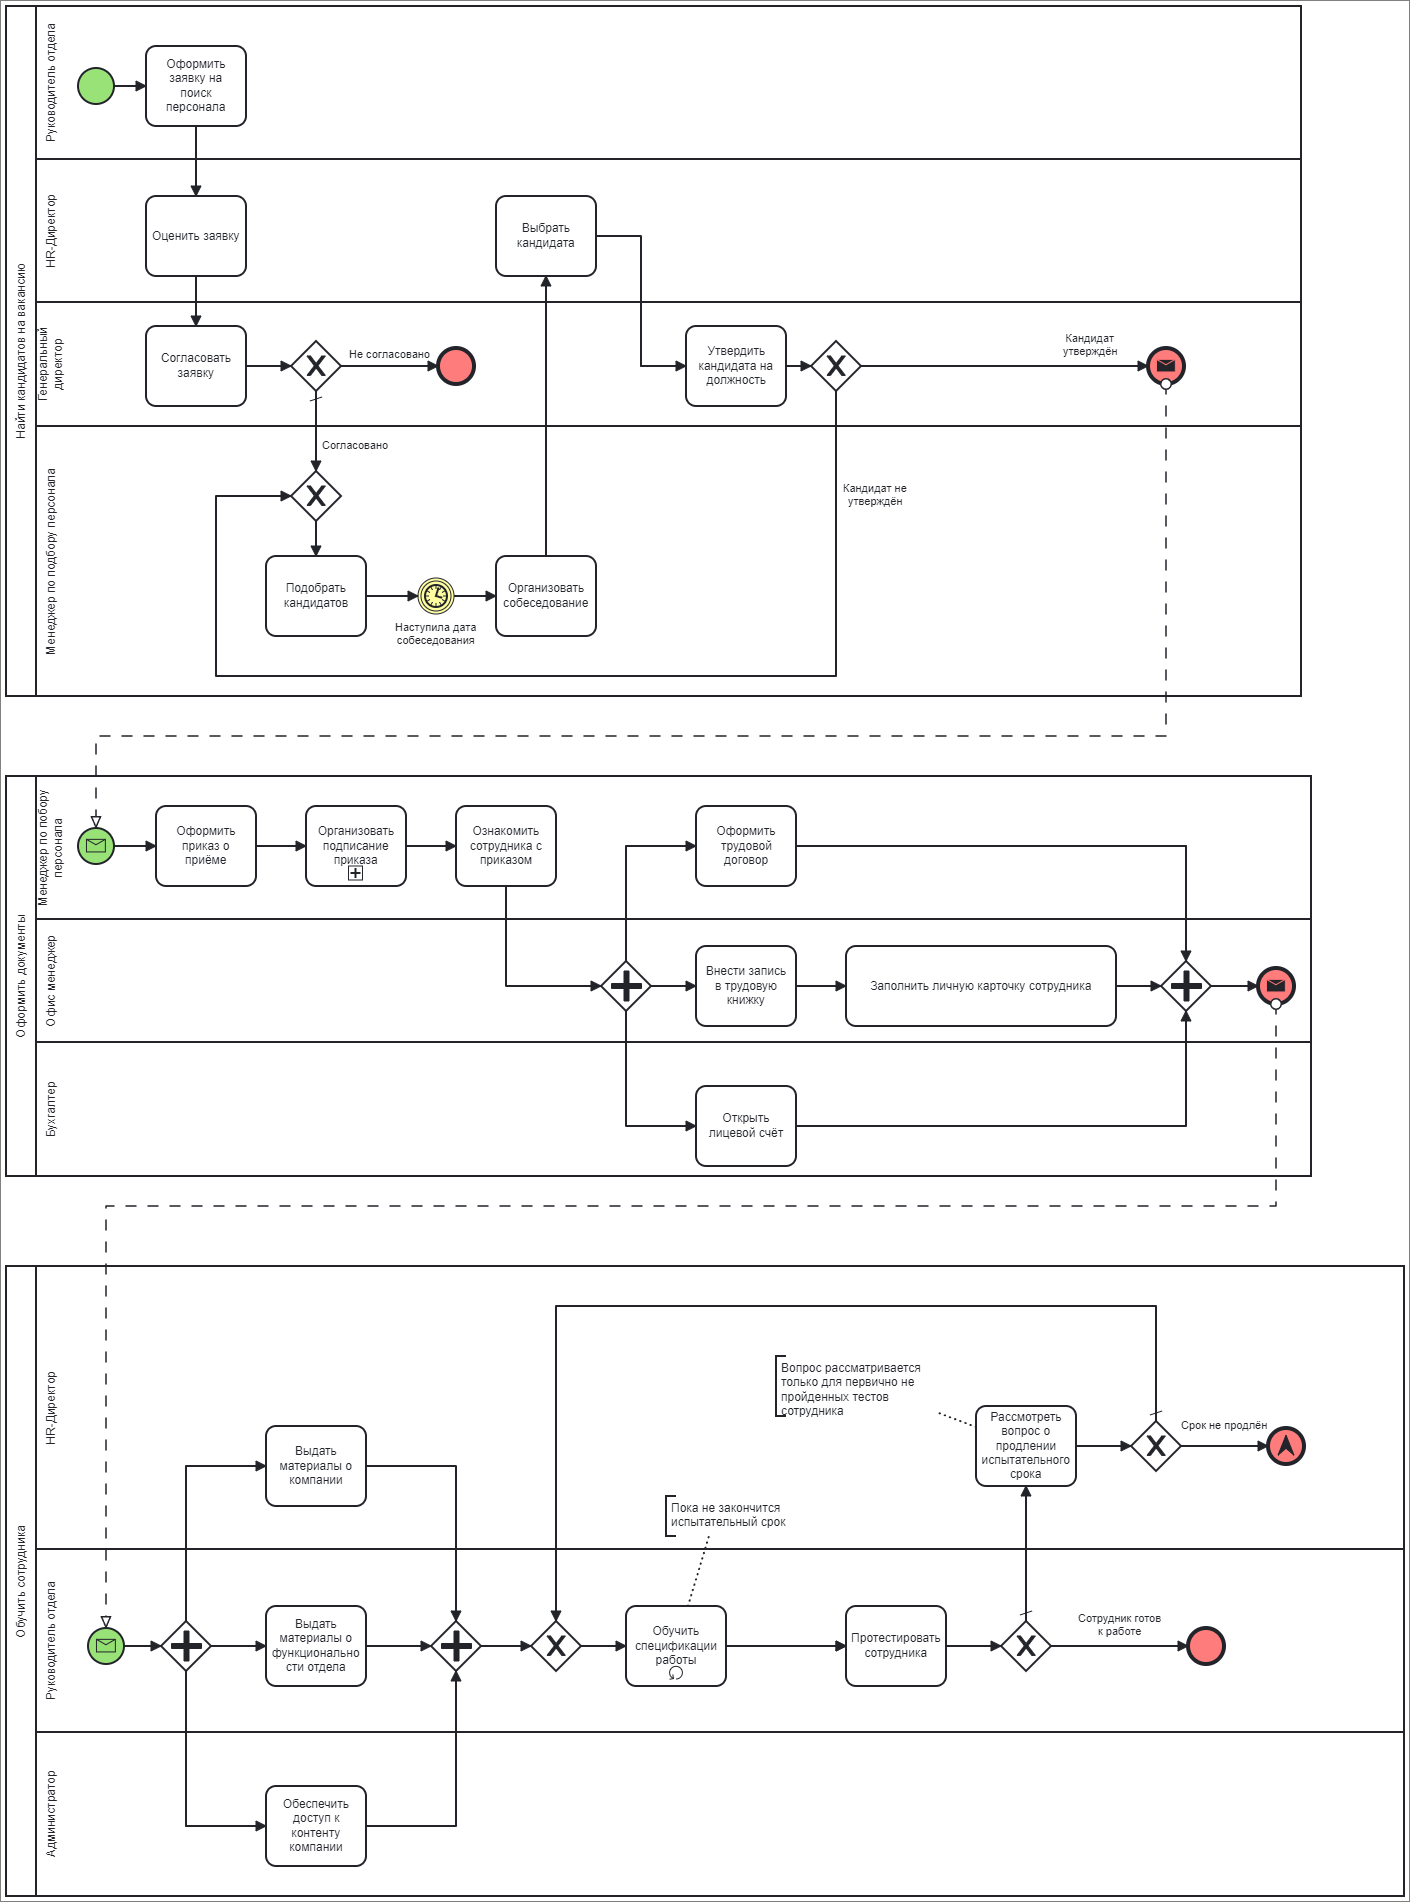 Найти кандидатов на вакансию
Руководитель отдела
Оформить
заявку на
поиск
персонала
HR-Директор
Оценить заявку
Выбрать
кандидата
Генеральный
директор
Согласовать
заявку
Не согласовано
Утвердить
кандидата на
должность
Кандидат
утверждён
Менеджер по подбору персонала
Согласовано
Кандидат не
утверждён
Подобрать
кандидатов
Наступила дата
собеседования
Организовать
собеседование
Оформить документы
Менеджер по побору
персонала
Оформить
приказ о
приёме
Организовать
подписание
приказа
Ознакомить
сотрудника с
приказом
Оформить
трудовой
договор
Офис менеджер
Внести запись
в трудовую
книжку
Заполнить личную карточку сотрудника
Бухгалтер
Открыть
лицевой счёт
Обучить сотрудника
HR-Директор
Вопрос рассматривается
только для первично не
пройденных тестов
сотрудника
Рассмотреть
вопрос о
продлении
испытательного
срока
Срок не продлён
Выдать
материалы о
компании
Пока не закончится
испытательный срок
Руководитель отдела
Выдать
материалы о
функционально
сти отдела
Обучить
спецификации
работы
Протестировать
сотрудника
Сотрудник готов
к работе
Администратор
Обеспечить
доступ к
контенту
компании